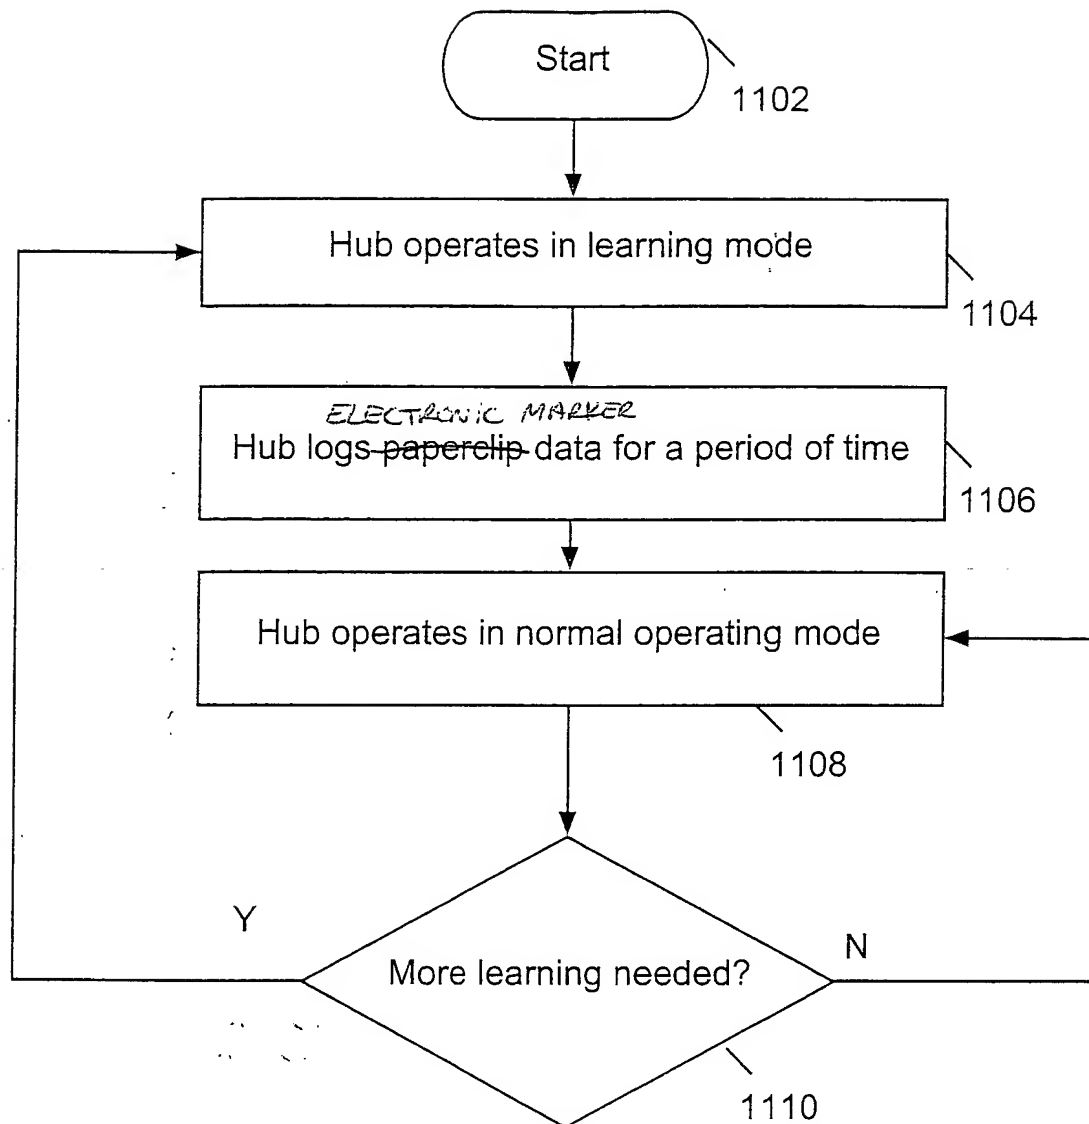 Start
1102
Hub operates in learning mode
1104
ELECTRONIC MARKER
Hub logs paperclip data for a period of time
1106
Hub operates in normal operating mode
1108
Y
N
More learning needed?
1110